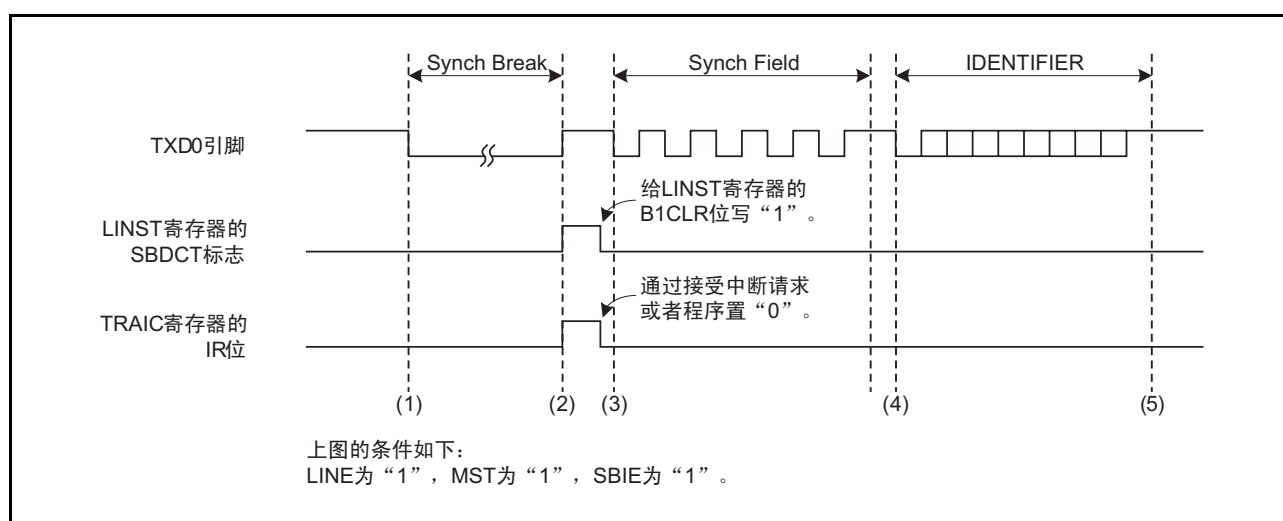 Synch Break
Synch Field
IDENTIFIER
TXD0引脚
给LINST寄存器的
B1CLR位写“1”。
LINST寄存器的
SBDCT标志
通过接受中断请求
或者程序置“0”。
TRAIC寄存器的
IR位
(1)
(2)
(3)
(4)
(5)
上图的条件如下：
LINE为“1”，MST为“1”，SBIE为“1”。